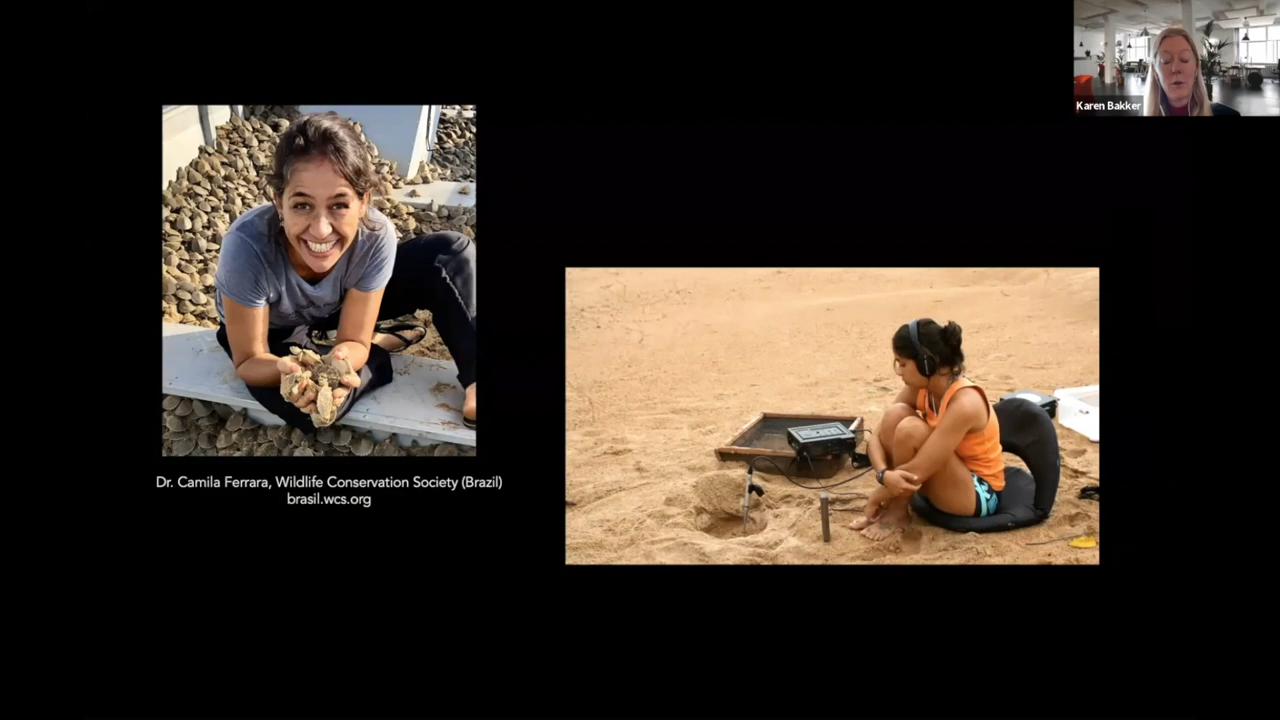 Karen Bakker
Dr. Camila Ferrara, Wildlife Conservation Society (Brazil)
brasil.wcs.org